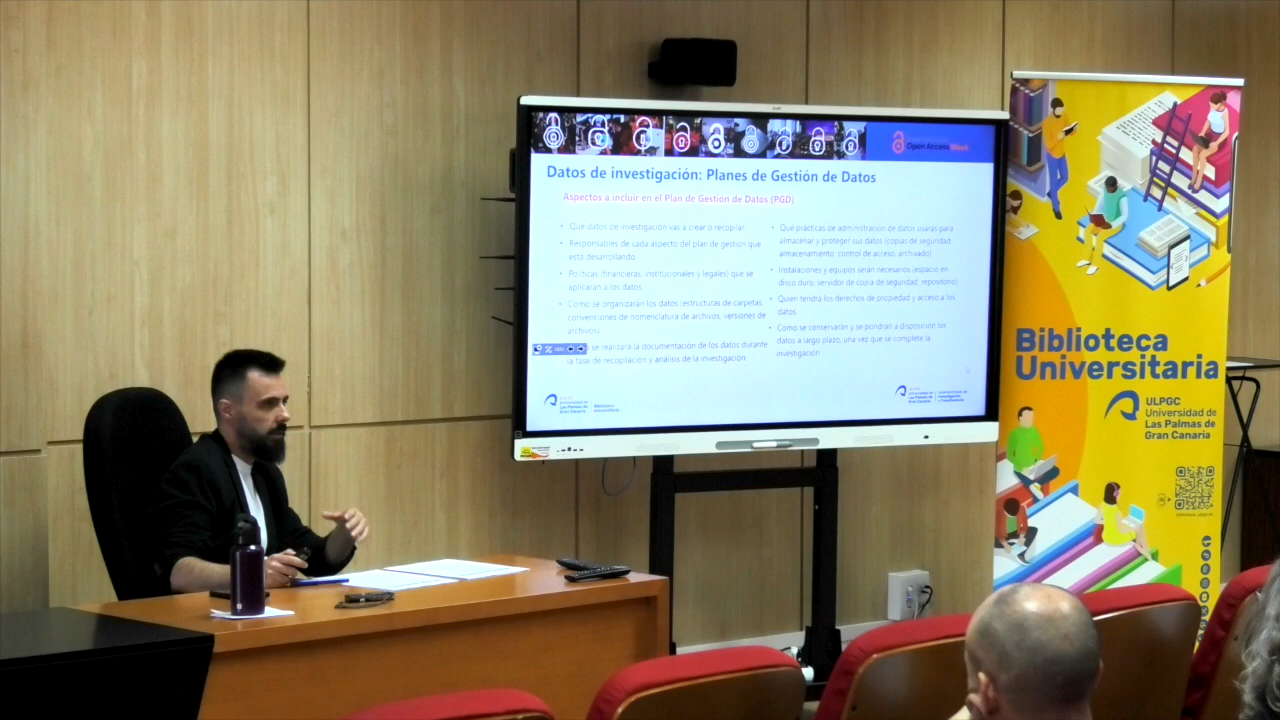 Open Access Week
Datos de investigación: Planes de Gestión de Datos
Aspectos a incluir en el Plan de Gestión de Datos (PGD)
• Qué datos de investigación vas a crear o recopilar.
• Responsables de cada aspecto del plan de gestión que
está desarrollando.
• Políticas (financieras, institucionales y legales) que se
aplicarán a los datos
• Cómo se organizarán los datos (estructuras de carpetas,
convenciones de nomenclatura de archivos, versiones de
archivos).
se realizará la documentación de los datos durante
la fase de recopilación y análisis de la investigación.
• Qué prácticas de administración de datos usarás para
almacenar y proteger sus datos (copias de seguridad,
almacenamiento, control de acceso, archivado).
• Instalaciones y equipos serán necesarios (espacio en
disco duro, servidor de copia de seguridad, repositorio).
• Quién tendrá los derechos de propiedad y acceso a los
datos.
• Cómo se conservarán y se pondrán a disposición los
datos a largo plazo, una vez que se complete la
investigación.
Universidad de
Las Palmas de
Gran Canaria
Biblioteca
Universitaria
Universidad de
Las Palmas de
Gran Canaria
Biblioteca
Universitaria
ULPGC
Universidad de
Las Palmas de
Gran Canaria